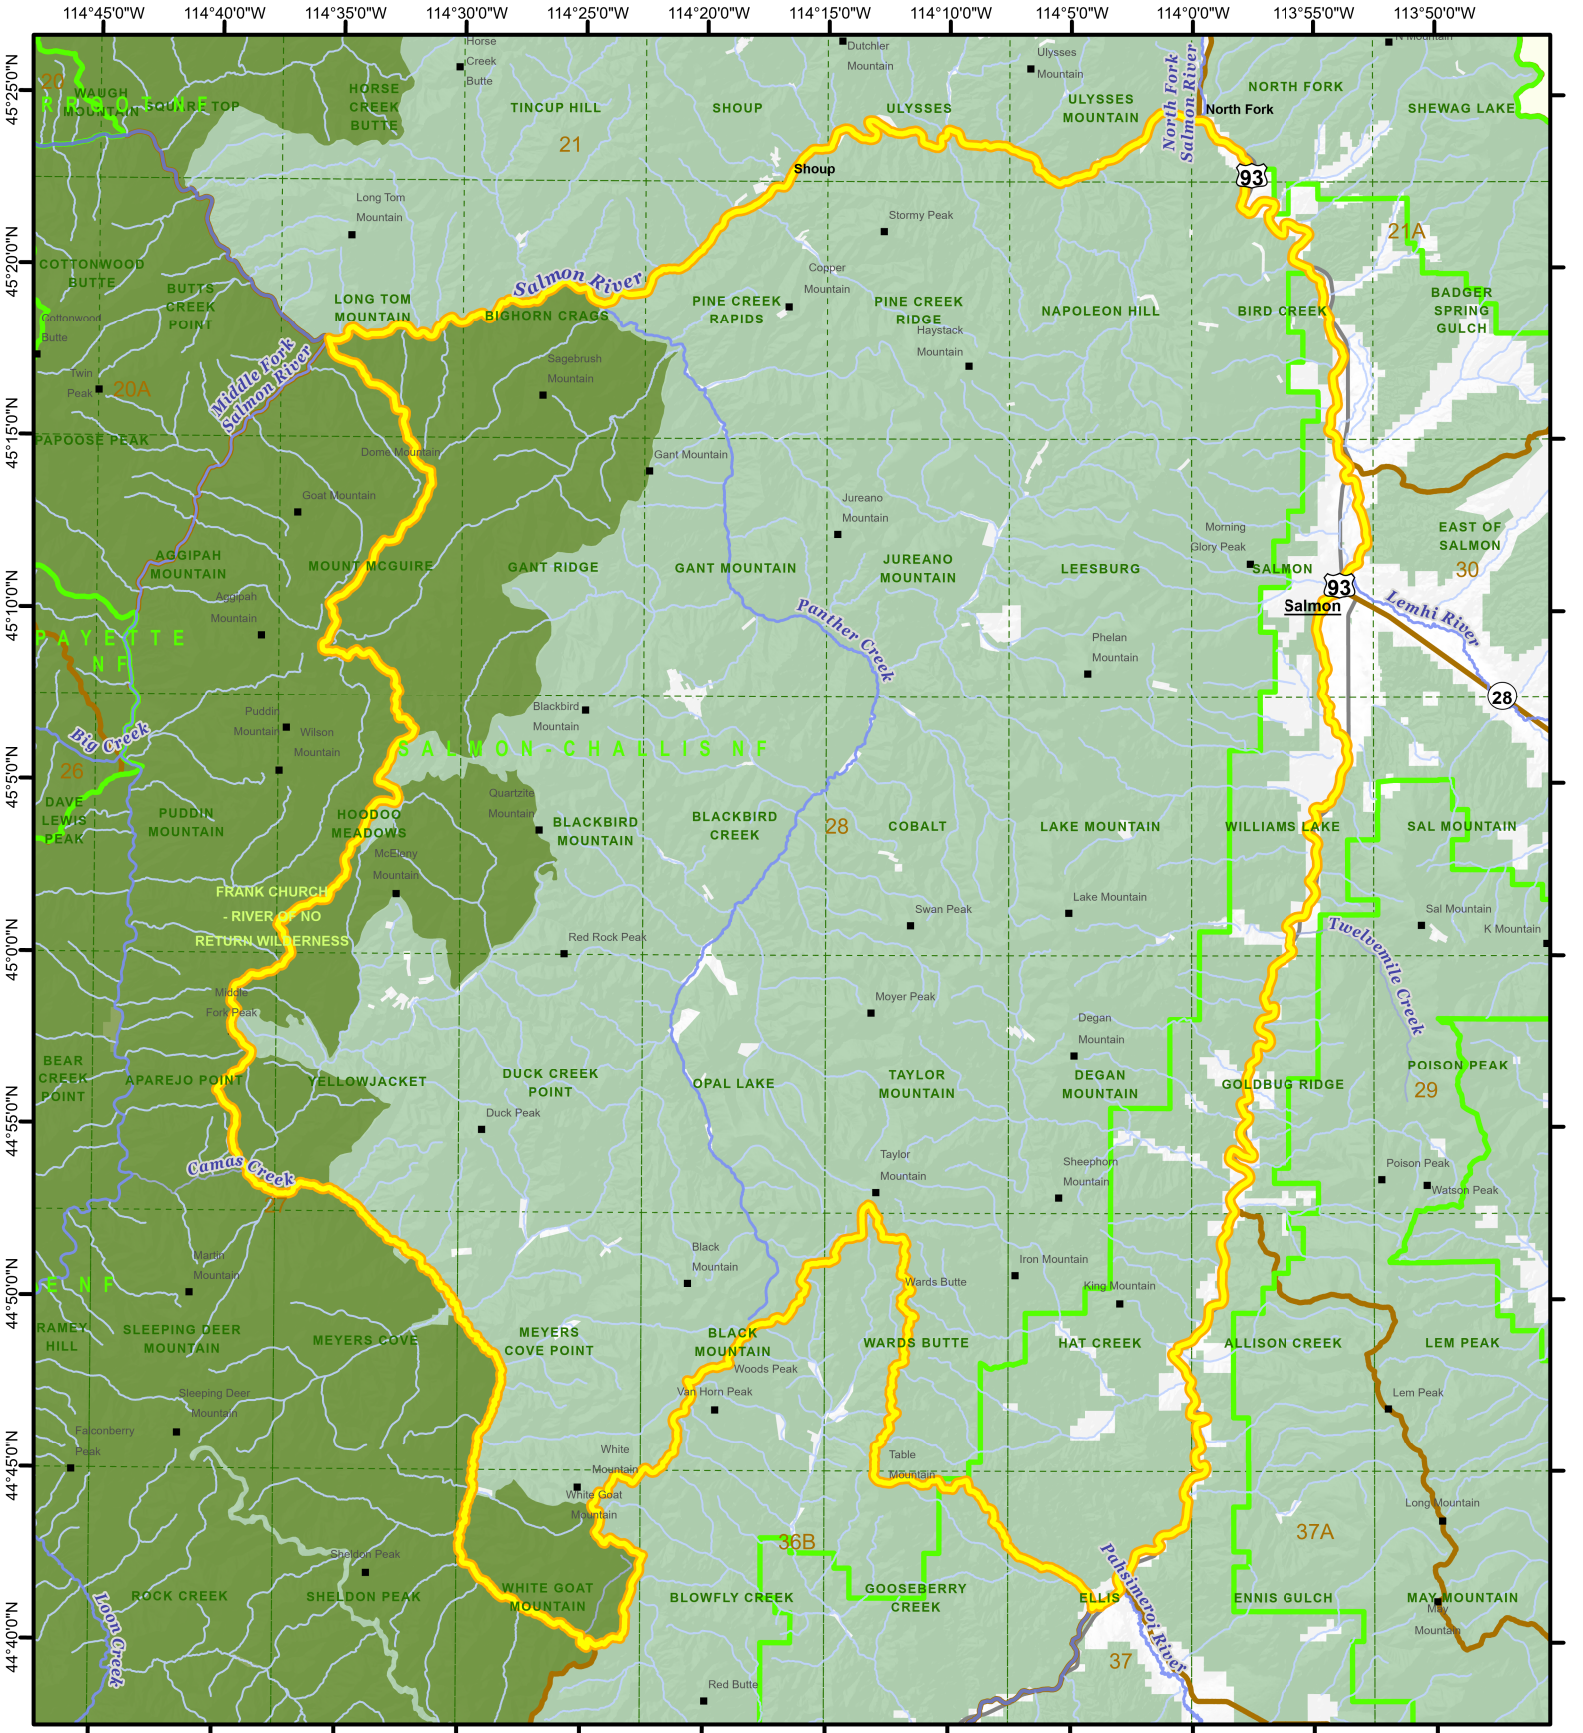 114°45'0"W 114°40'0"W 114°35'0"W 114°30'0"W 114°25'0"W 114°20'0"W 114°15'0"W 114°10'0"W 114°5'0"W 114°0'0"W 113°55'0"W 113°50'0"W
45°25'0"N
45°20'0"N
45°15'0"N
45°10'0"N
45°5'0"N
45°0'0"N
44°55'0"N
44°50'0"N
44°45'0"N
44°40'0"N
20
WAUGH
MOUNTAIN
SQUARE TOP
R R O O T N F
HORSE
CREEK
BUTTE
Horse
Creek
Butte
TINCUP HILL
21
SHOUP
Dutchler
Mountain
ULYSSES
Ulysses
Mountain
ULYSSES
MOUNTAIN
North Fork
Salmon River
North Fork
NORTH FORK
SHEWAG LAKE
93
Shoup
Long Tom
Mountain
Stormy Peak
21A
COTTONWOOD
BUTTE
BUTTS
CREEK
POINT
LONG TOM
MOUNTAIN
Salmon River
BIGHORN CRAGS
Copper
Mountain
PINE CREEK
RAPIDS
PINE CREEK
RIDGE
Haystack
Mountain
NAPOLEON HILL
BIRD CREEK
BADGER
SPRING
GULCH
Cottonwood
Butte
Twin
Peak
20A
Middle Fork
Salmon River
Sagebrush
Mountain
PAPOOSE PEAK
Dome Mountain
Gant Mountain
Goat Mountain
Jureano
Mountain
Morning
Glory Peak
EAST OF
SALMON
30
AGGIPAH
MOUNTAIN
MOUNT MCGUIRE
GANT RIDGE
GANT MOUNTAIN
JUREANO
MOUNTAIN
LEESBURG
SALMON
93
Salmon
Lemhi River
28
Aggipah
Mountain
P A Y E T T E
N F
Panther Creek
Phelan
Mountain
Puddin
Mountain
Wilson
Mountain
Blackbird
Mountain
Big Creek
SALMON-CHALLIS NF
26
DAVE
LEWIS
PEAK
PUDDIN
MOUNTAIN
HOODOO
MEADOWS
Quartzite
Mountain
BLACKBIRD
MOUNTAIN
BLACKBIRD
CREEK
28
COBALT
LAKE MOUNTAIN
WILLIAMS LAKE
SAL MOUNTAIN
McEleny
Mountain
FRANK CHURCH
- RIVER OF NO
RETURN WILDERNESS
Red Rock Peak
Swan Peak
Lake Mountain
Sal Mountain
K Mountain
Twelvemile Creek
Middle
Fork Peak
Moyer Peak
Degan
Mountain
BEAR
CREEK
POINT
APAREJO POINT
YELLOWJACKET
DUCK CREEK
POINT
OPAL LAKE
TAYLOR
MOUNTAIN
DEGAN
MOUNTAIN
GOLDBUG RIDGE
POISON PEAK
29
Duck Peak
Camas Creek
27
Taylor
Mountain
Sheephorn
Mountain
Poison Peak
Watson Peak
Martin
Mountain
Black
Mountain
Wards Butte
Iron Mountain
King Mountain
E N F
RAMEY
HILL
SLEEPING DEER
MOUNTAIN
MEYERS COVE
MEYERS
COVE POINT
BLACK
MOUNTAIN
WARDS BUTTE
HAT CREEK
ALLISON CREEK
LEM PEAK
Woods Peak
Van Horn Peak
Sleeping Deer
Mountain
Lem Peak
Falconberry
Peak
White
Mountain
White Goat
Mountain
Table
Mountain
Long Mountain
36B
37A
Sheldon Peak
Loon Creek
ROCK CREEK
SHELDON PEAK
WHITE GOAT
MOUNTAIN
BLOWFLY CREEK
GOOSEBERRY
CREEK
ELLIS
Pahsimeroi River
ENNIS GULCH
MAY MOUNTAIN
May
Mountain
37
Red Butte